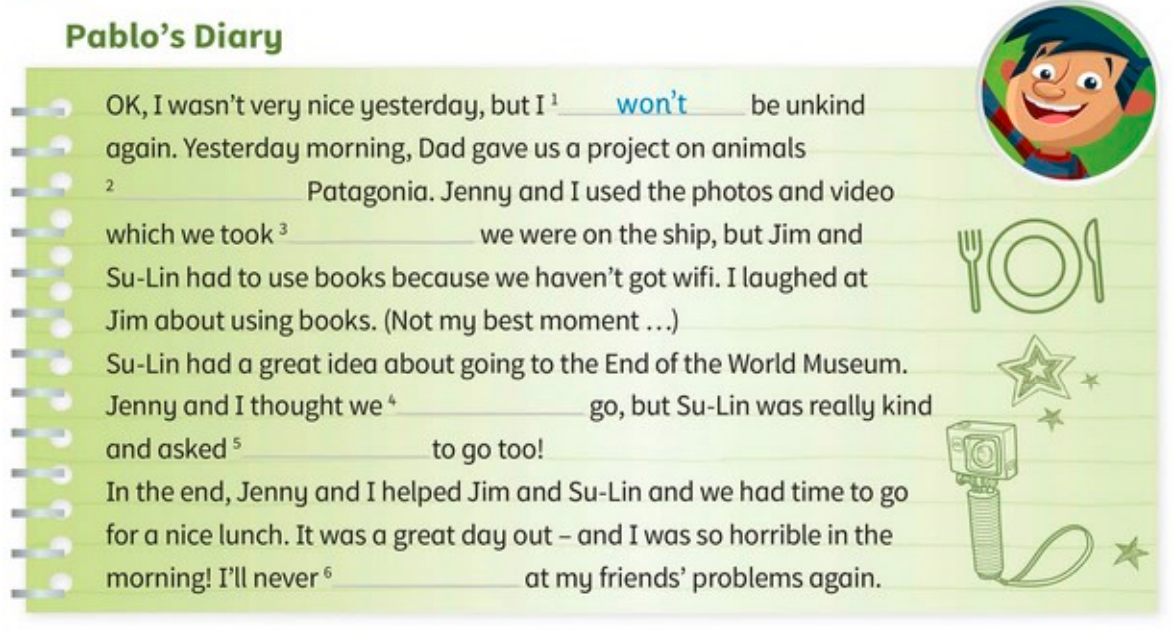 Pablo's Diary
OK, I wasn't very nice yesterday, but I ¹ won't be unkind
again. Yesterday morning, Dad gave us a project on animals
² Patagonia. Jenny and I used the photos and video
which we took ³ we were on the ship, but Jim and
Su-Lin had to use books because we haven't got wifi. I laughed at
Jim about using books. (Not my best moment …)
Su-Lin had a great idea about going to the End of the World Museum.
Jenny and I thought we ⁴ go, but Su-Lin was really kind
and asked ⁵ to go too!
In the end, Jenny and I helped Jim and Su-Lin and we had time to go
for a nice lunch. It was a great day out – and I was so horrible in the
morning! I'll never ⁶ at my friends' problems again.